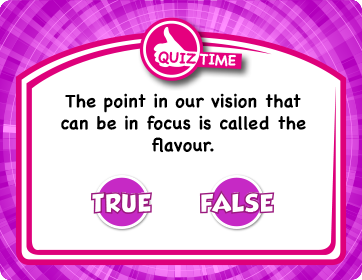 QUIZ TIME
The point in our vision that
can be in focus is called the
flavour.
TRUE FALSE